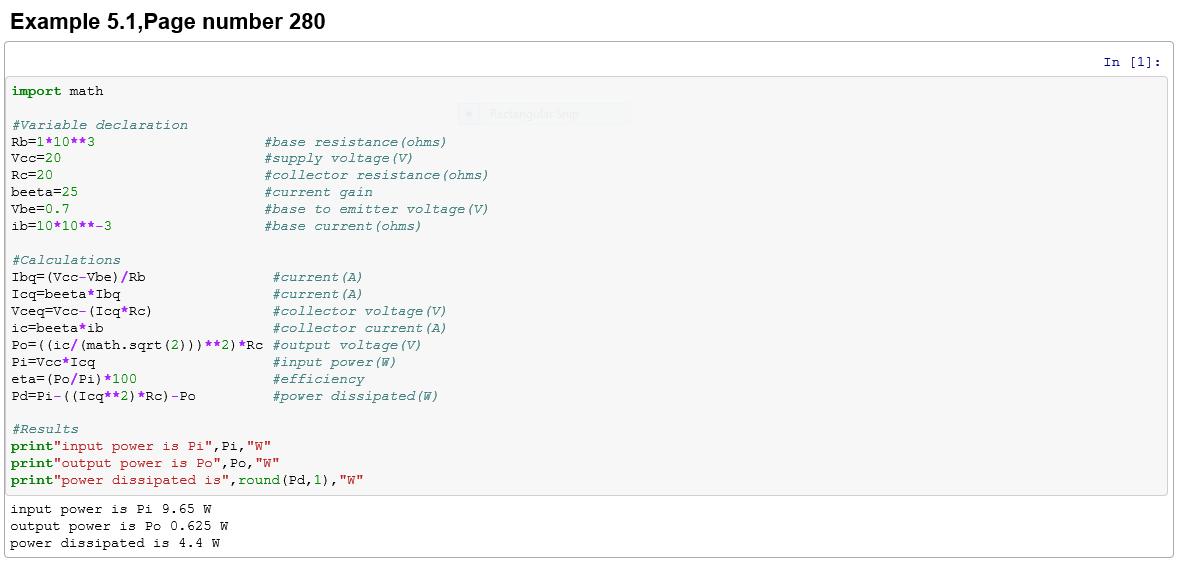 Example 5.1,Page number 280
In [1]:
import math
Rectangular Snip
#Variable declaration
Rb=1*10**3 #base resistance(ohms)
Vcc=20 #supply voltage(V)
Rc=20 #collector resistance(ohms)
beeta=25 #current gain
Vbe=0.7 #base to emitter voltage(V)
ib=10*10**-3 #base current(ohms)
#Calculations
Ibq=(Vcc-Vbe)/Rb #current(A)
Icq=beeta*Ibq #current(A)
Vceq=Vcc-(Icq*Rc) #collector voltage(V)
ic=beeta*ib #collector current(A)
Po=((ic/(math.sqrt(2)))**2)*Rc #output voltage(V)
Pi=Vcc*Icq #input power(W)
eta=(Po/Pi)*100 #efficiency
Pd=Pi-((Icq**2)*Rc)-Po #power dissipated(W)
#Results
print"input power is Pi",Pi,"W"
print"output power is Po",Po,"W"
print"power dissipated is",round(Pd,1),"W"
input power is Pi 9.65 W
output power is Po 0.625 W
power dissipated is 4.4 W